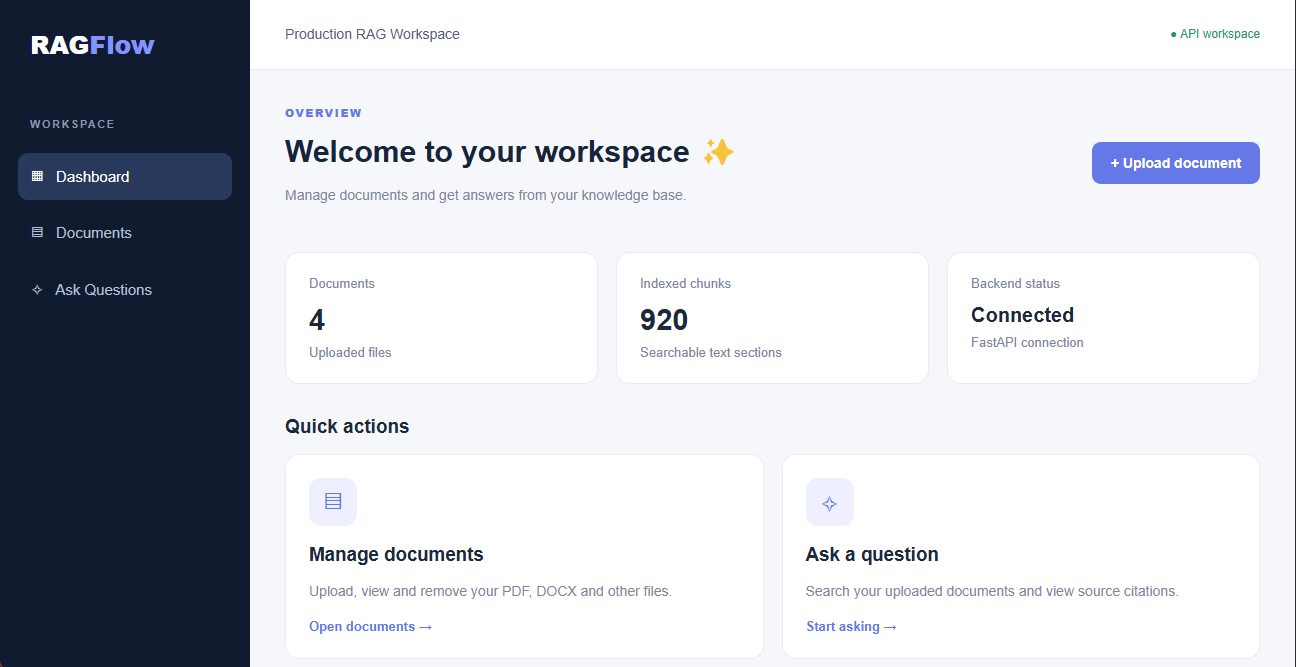 RAGFlow
WORKSPACE
Dashboard
Documents
Ask Questions
Production RAG Workspace
● API workspace
OVERVIEW
Welcome to your workspace ✨
Manage documents and get answers from your knowledge base.
+ Upload document
Documents
4
Uploaded files
Indexed chunks
920
Searchable text sections
Backend status
Connected
FastAPI connection
Quick actions
Manage documents
Upload, view and remove your PDF, DOCX and other files.
Open documents →
Ask a question
Search your uploaded documents and view source citations.
Start asking →